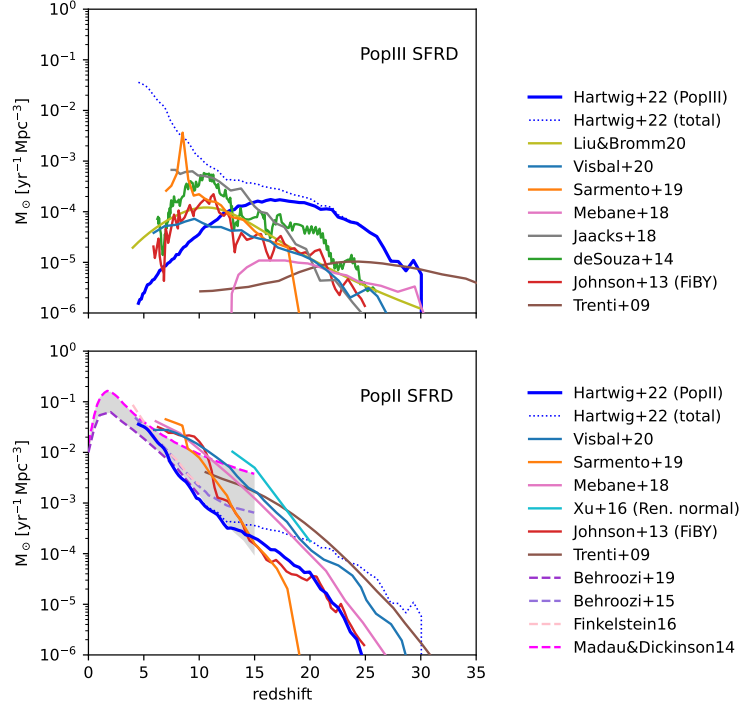 10⁰
10⁻¹
10⁻²
10⁻³
10⁻⁴
10⁻⁵
10⁻⁶
M⊙ [yr⁻¹ Mpc⁻³]
PopIII SFRD
Hartwig+22 (PopIII)
Hartwig+22 (total)
Liu&Bromm20
Visbal+20
Sarmento+19
Mebane+18
Jaacks+18
deSouza+14
Johnson+13 (FiBY)
Trenti+09
10⁰
10⁻¹
10⁻²
10⁻³
10⁻⁴
10⁻⁵
10⁻⁶
M⊙ [yr⁻¹ Mpc⁻³]
PopII SFRD
Hartwig+22 (PopII)
Hartwig+22 (total)
Visbal+20
Sarmento+19
Mebane+18
Xu+16 (Ren. normal)
Johnson+13 (FiBY)
Trenti+09
Behroozi+19
Behroozi+15
Finkelstein16
Madau&Dickinson14
0 5 10 15 20 25 30 35
redshift